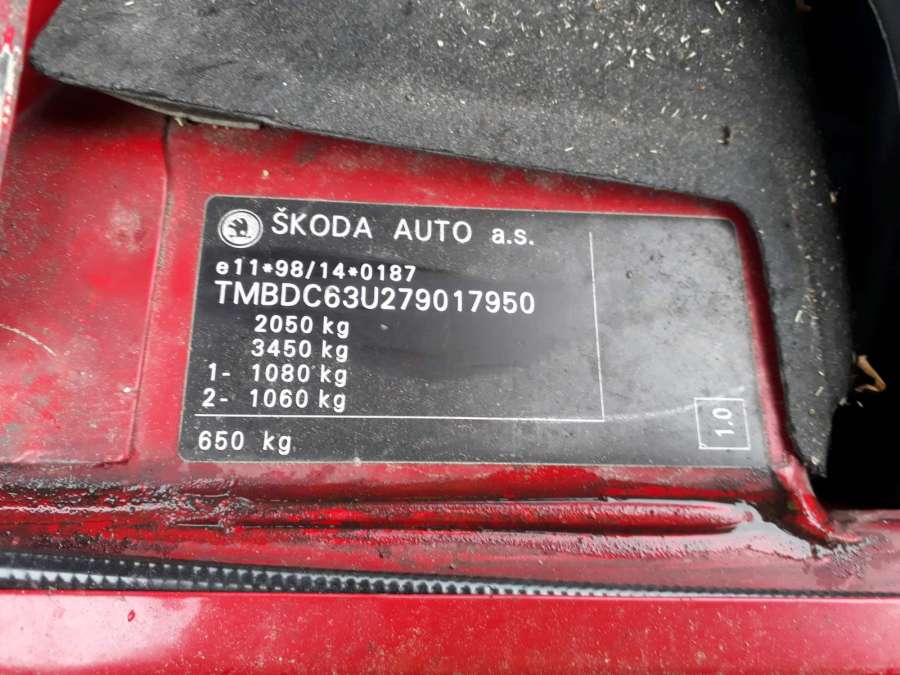 ŠKODA AUTO a.s.
e11*98/14*0187
TMBDC63U279017950
2050 kg
3450 kg
1- 1080 kg
2- 1060 kg
650 kg
1.0